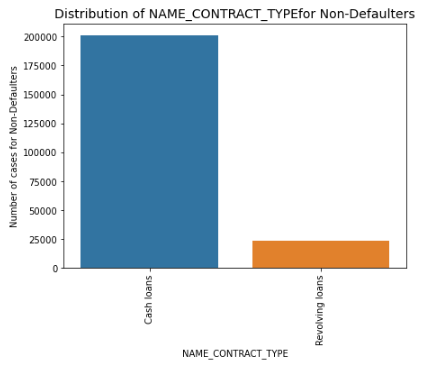 Distribution of NAME_CONTRACT_TYPEfor Non-Defaulters
200000
175000
150000
125000
100000
75000
50000
25000
0
Number of cases for Non-Defaulters
Cash loans
Revolving loans
NAME_CONTRACT_TYPE